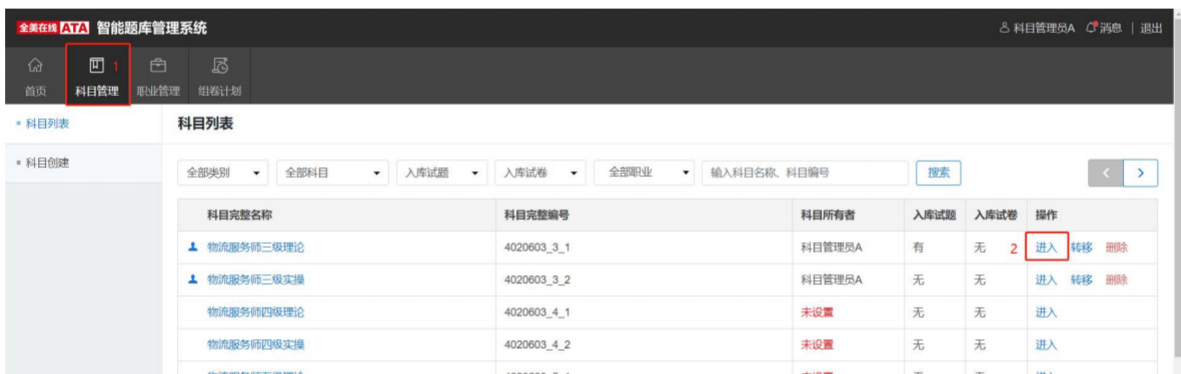 全美在线 ATA 智能题库管理系统 科目管理员A 消息 | 退出
首页 科目管理 1 职业管理 组卷计划
科目列表
科目创建
科目列表
全部类别 全部科目 入库试题 入库试卷 全部职业 输入科目名称、科目编号 搜索
科目完整名称 科目完整编号 科目所有者 入库试题 入库试卷 操作
物流服务师三级理论 4020603_3_1 科目管理员A 有 无 2 进入 转移 删除
物流服务师三级实操 4020603_3_2 科目管理员A 无 无 进入 转移 删除
物流服务师四级理论 4020603_4_1 未设置 无 无 进入
物流服务师四级实操 4020603_4_2 未设置 无 无 进入